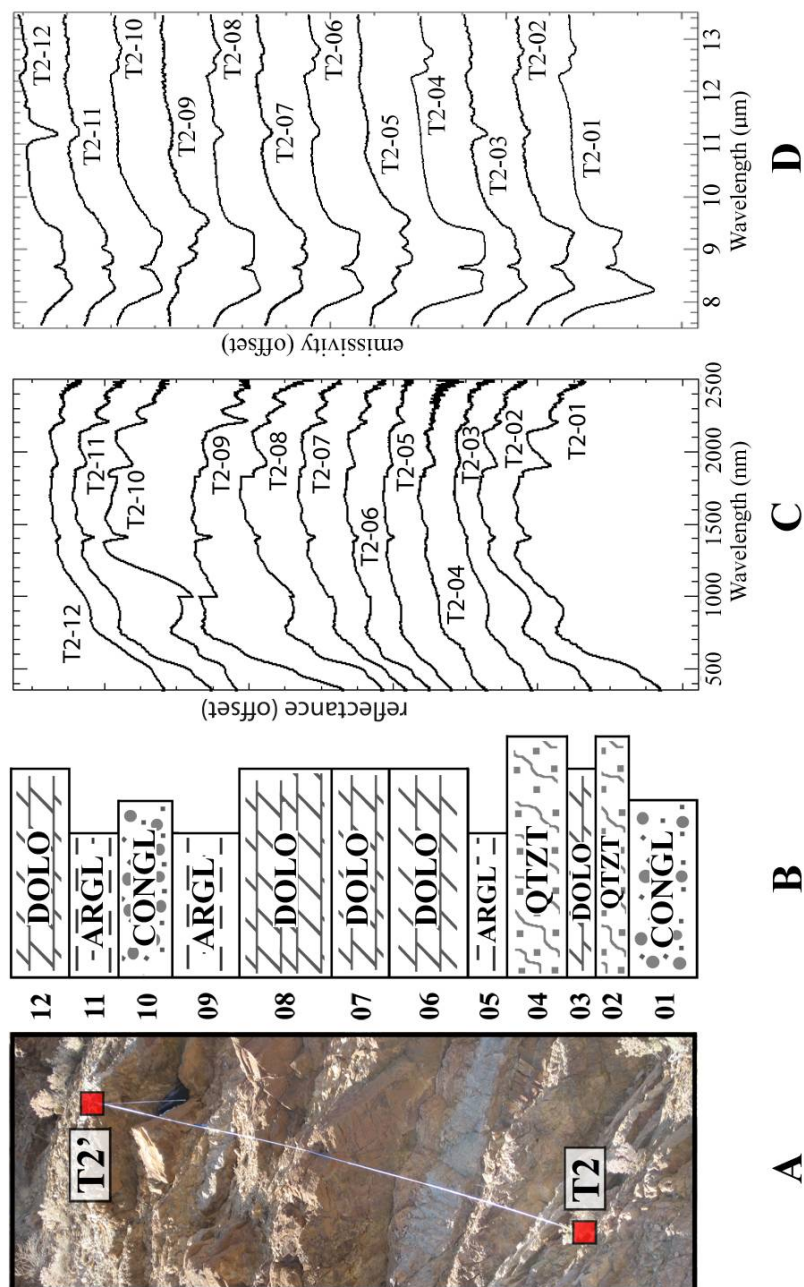 T2'
T2
A
12
11
10
09
08
07
06
05
04
03
02
01
DOLO
ARGL
CONGL
ARGL
DOLO
DOLO
DOLO
ARGL
QTZT
DOLO
QTZT
CONGL
B
reflectance (offset)
T2-12
T2-11
T2-10
T2-09
T2-08
T2-07
T2-06
T2-05
T2-04
T2-03
T2-02
T2-01
500
1000
1500
2000
2500
Wavelength (nm)
C
emissivity (offset)
T2-12
T2-11
T2-10
T2-09
T2-08
T2-07
T2-06
T2-05
T2-04
T2-03
T2-02
T2-01
8
9
10
11
12
13
Wavelength (μm)
D